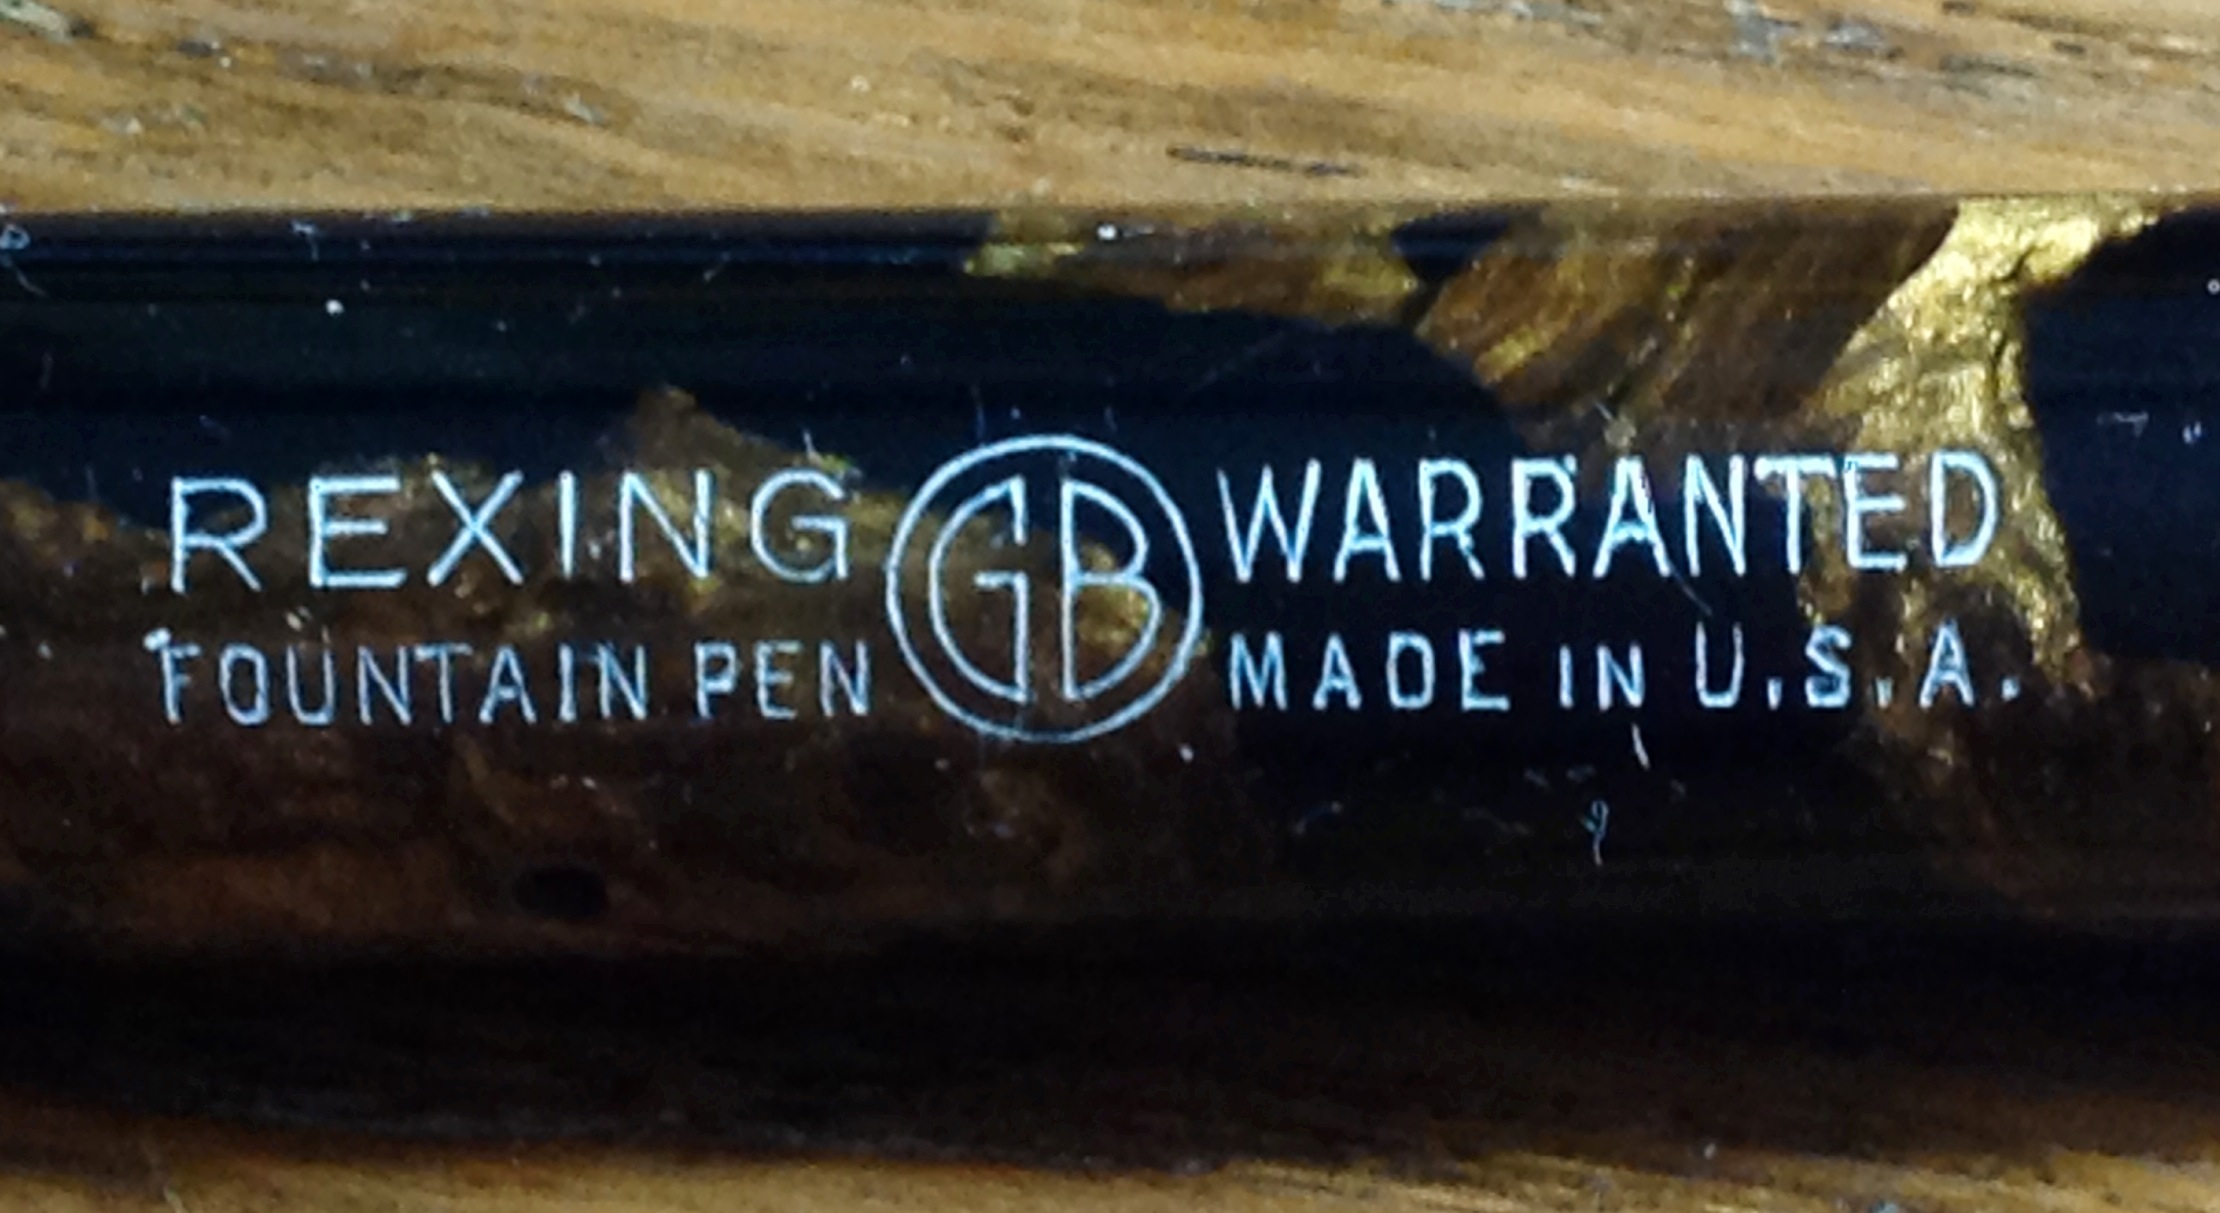 REXING GB WARRANTED
FOUNTAIN PEN MADE IN U.S.A.